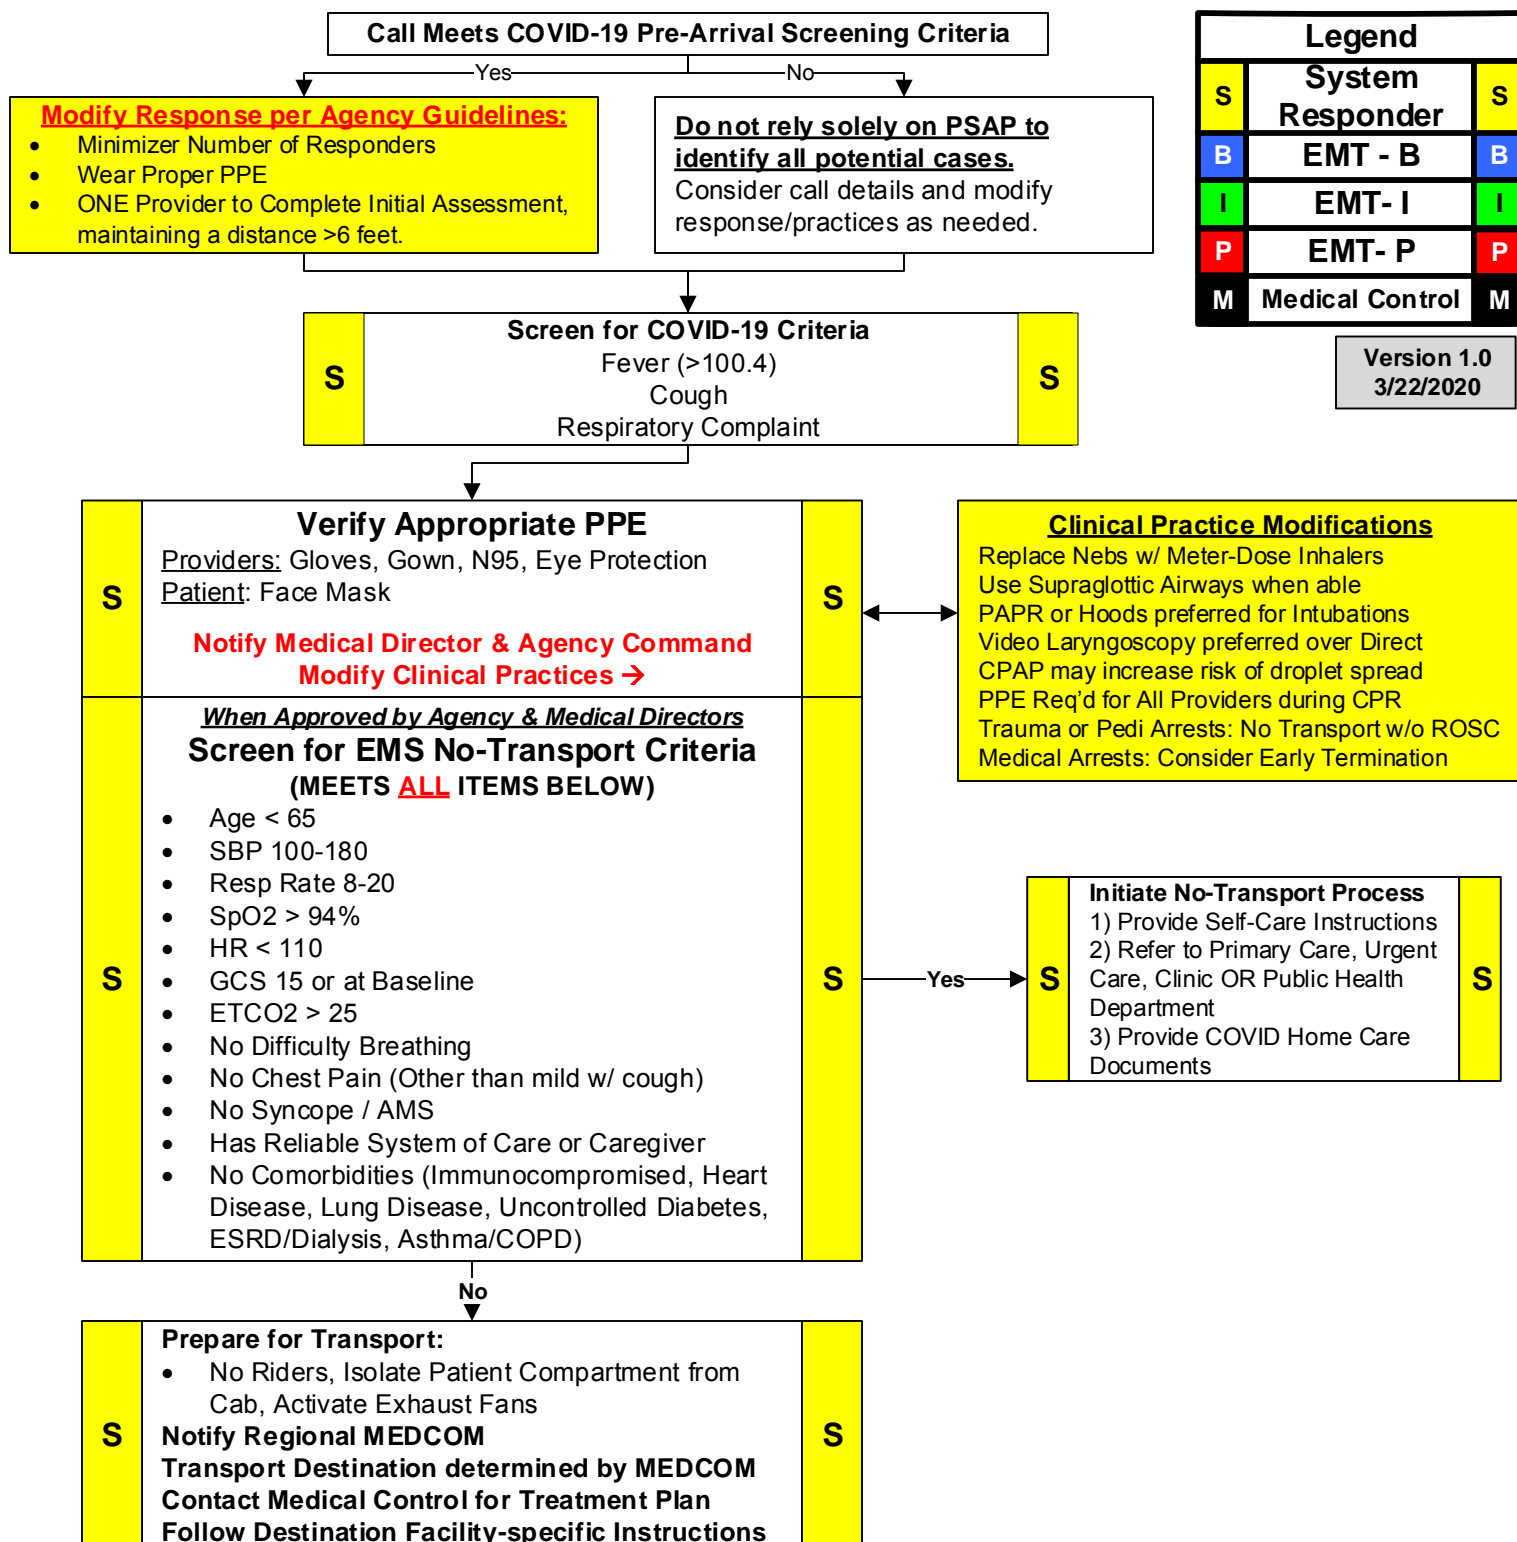 Call Meets COVID-19 Pre-Arrival Screening Criteria
Yes
No
Modify Response per Agency Guidelines:
• Minimizer Number of Responders
• Wear Proper PPE
• ONE Provider to Complete Initial Assessment,
maintaining a distance >6 feet.
Do not rely solely on PSAP to
identify all potential cases.
Consider call details and modify
response/practices as needed.
Legend
S System S
Responder
B EMT - B B
I EMT- I I
P EMT- P P
M Medical Control M
Version 1.0
3/22/2020
S
Screen for COVID-19 Criteria
Fever (>100.4)
Cough
Respiratory Complaint
S
S
Verify Appropriate PPE
Providers: Gloves, Gown, N95, Eye Protection
Patient: Face Mask
Notify Medical Director & Agency Command
Modify Clinical Practices →
S
Clinical Practice Modifications
Replace Nebs w/ Meter-Dose Inhalers
Use Supraglottic Airways when able
PAPR or Hoods preferred for Intubations
Video Laryngoscopy preferred over Direct
CPAP may increase risk of droplet spread
PPE Req'd for All Providers during CPR
Trauma or Pedi Arrests: No Transport w/o ROSC
Medical Arrests: Consider Early Termination
S
When Approved by Agency & Medical Directors
Screen for EMS No-Transport Criteria
(MEETS ALL ITEMS BELOW)
• Age < 65
• SBP 100-180
• Resp Rate 8-20
• SpO2 > 94%
• HR < 110
• GCS 15 or at Baseline
• ETCO2 > 25
• No Difficulty Breathing
• No Chest Pain (Other than mild w/ cough)
• No Syncope / AMS
• Has Reliable System of Care or Caregiver
• No Comorbidities (Immunocompromised, Heart
Disease, Lung Disease, Uncontrolled Diabetes,
ESRD/Dialysis, Asthma/COPD)
S
Yes
S
Initiate No-Transport Process
1) Provide Self-Care Instructions
2) Refer to Primary Care, Urgent
Care, Clinic OR Public Health
Department
3) Provide COVID Home Care
Documents
S
No
S
Prepare for Transport:
• No Riders, Isolate Patient Compartment from
Cab, Activate Exhaust Fans
Notify Regional MEDCOM
Transport Destination determined by MEDCOM
Contact Medical Control for Treatment Plan
Follow Destination Facility-specific Instructions
S